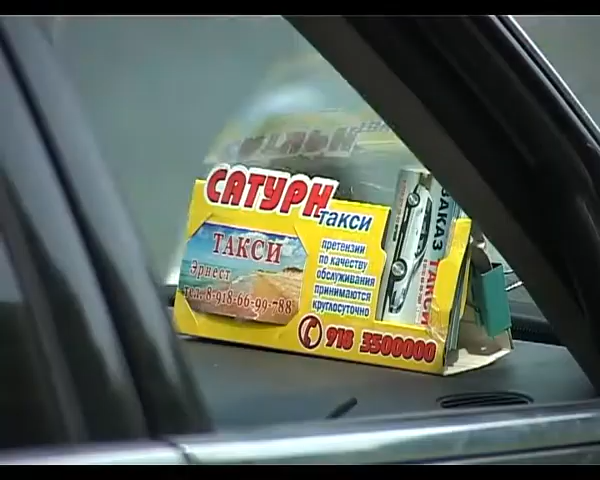 САТУРН
такси
ТАКСИ
Эрнест
Тел. 8-918-66-99-788
претензии
по качеству
обслуживания
принимаются
круглосуточно
918 3500000
ЗАКАЗ
ТАКСИ